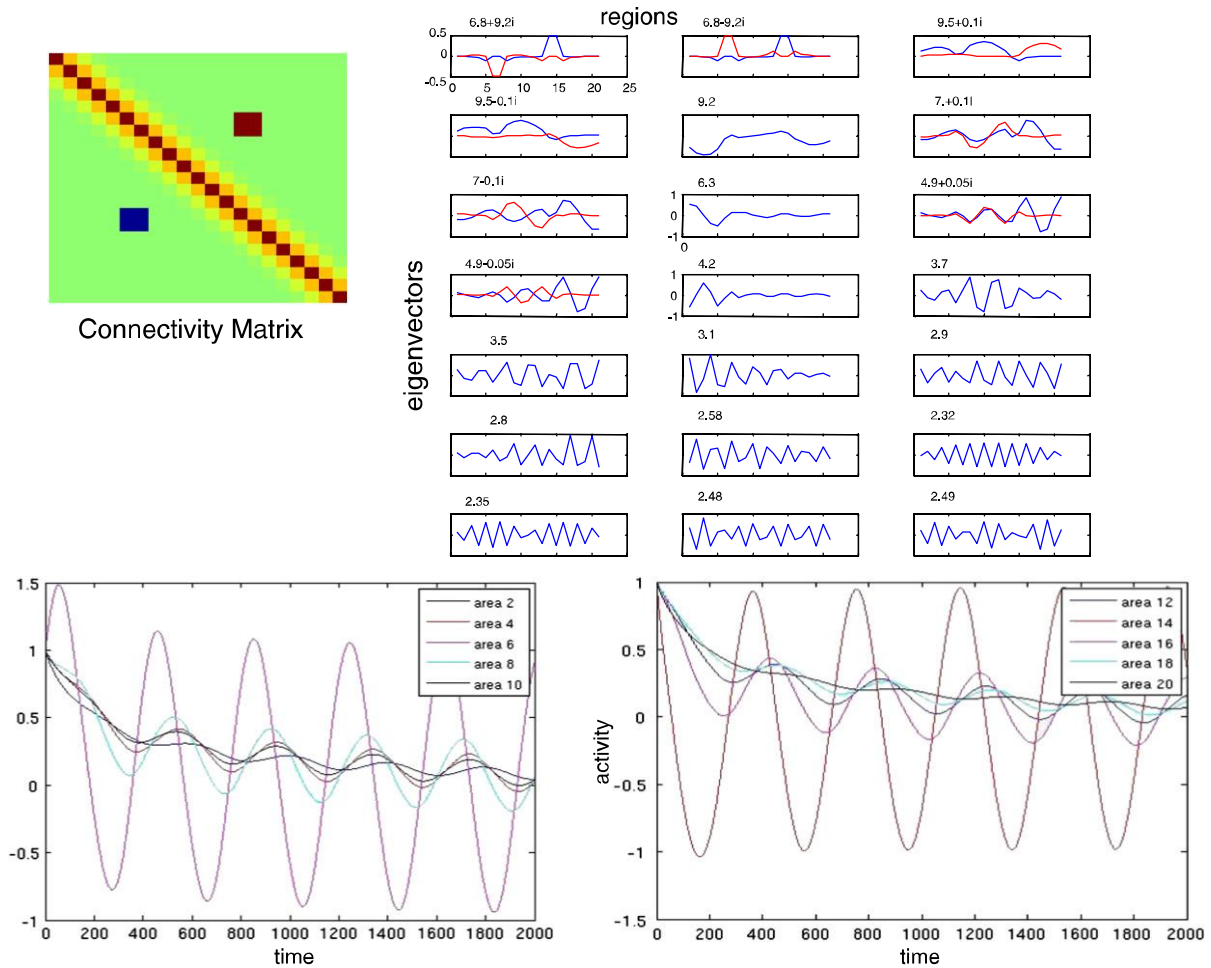 regions
6.8+9.2i
6.8-9.2i
9.5+0.1i
0.5
0
-0.5
0 5 10 15 20 25
9.5-0.1i
9.2
7.+0.1i
7-0.1i
6.3
4.9+0.05i
1
0
-1
0
4.9-0.05i
4.2
3.7
1
0
-1
3.5
3.1
2.9
2.8
2.58
2.32
2.35
2.48
2.49
eigenvectors
Connectivity Matrix
1.5
1
0.5
0
-0.5
-1
area 2
area 4
area 6
area 8
area 10
0 200 400 600 800 1000 1200 1400 1600 1800 2000
time
1
0.5
0
-0.5
-1
-1.5
activity
area 12
area 14
area 16
area 18
area 20
0 200 400 600 800 1000 1200 1400 1600 1800 2000
time